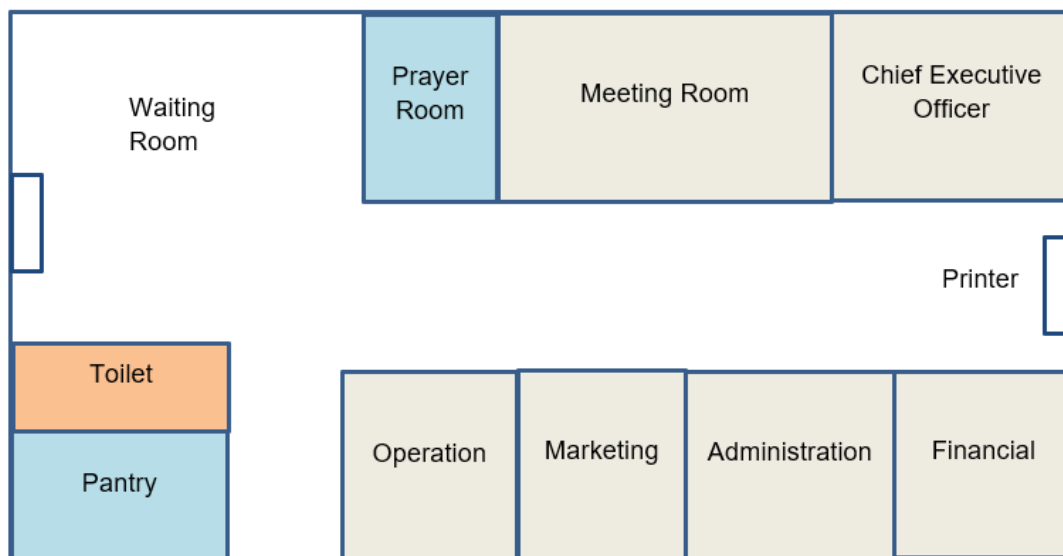 Waiting
Room
Prayer
Room
Meeting Room
Chief Executive
Officer
Printer
Toilet
Pantry
Operation
Marketing
Administration
Financial